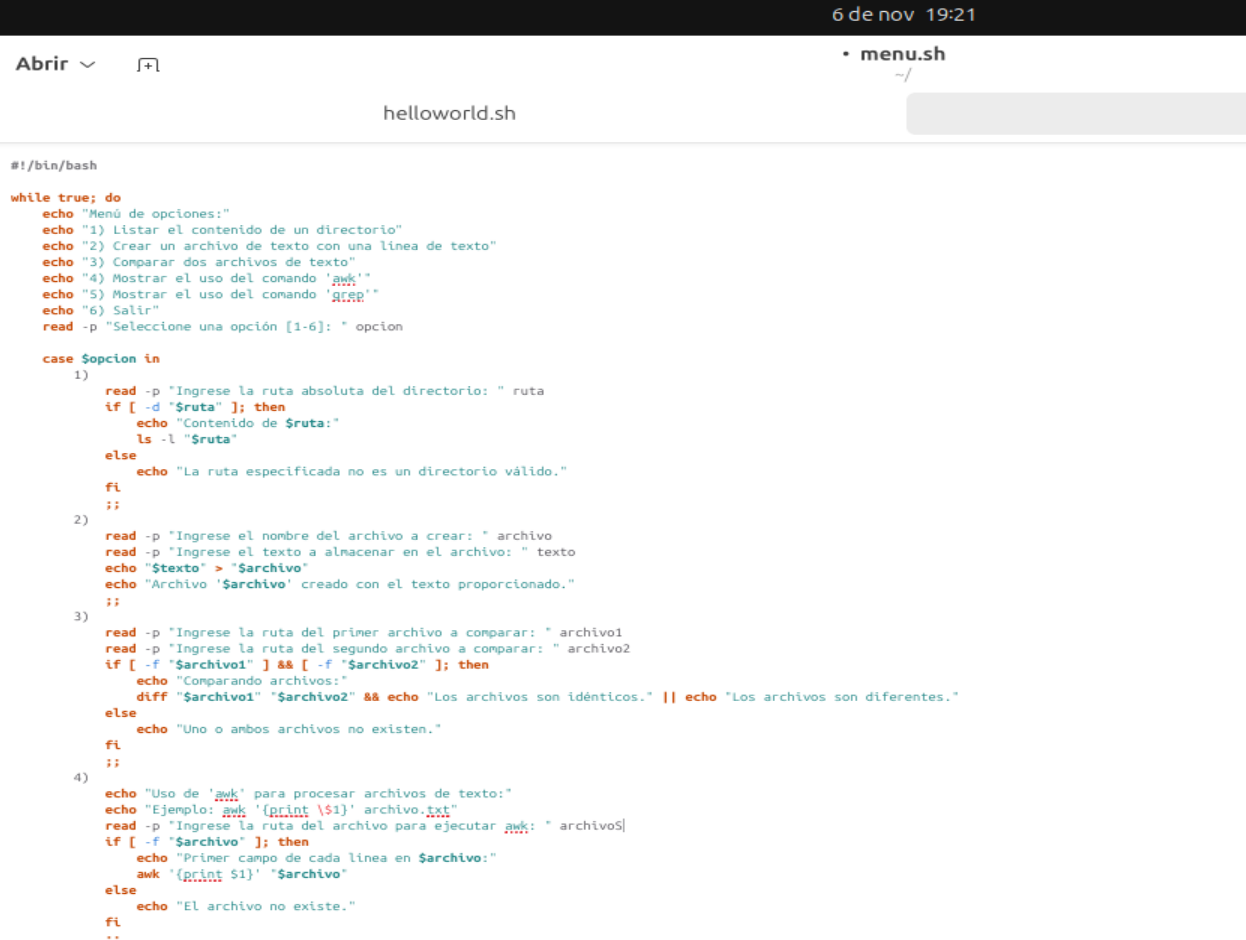 6 de nov 19:21
Abrir
• menu.sh
~/
helloworld.sh
#!/bin/bash
while true; do
    echo "Menú de opciones:"
    echo "1) Listar el contenido de un directorio"
    echo "2) Crear un archivo de texto con una linea de texto"
    echo "3) Comparar dos archivos de texto"
    echo "4) Mostrar el uso del comando 'awk'"
    echo "5) Mostrar el uso del comando 'grep'"
    echo "6) Salir"
    read -p "Seleccione una opción [1-6]: " opcion
    case $opcion in
        1)
            read -p "Ingrese la ruta absoluta del directorio: " ruta
            if [ -d "$ruta" ]; then
                echo "Contenido de $ruta:"
                ls -l "$ruta"
            else
                echo "La ruta especificada no es un directorio válido."
            fi
            ;;
        2)
            read -p "Ingrese el nombre del archivo a crear: " archivo
            read -p "Ingrese el texto a almacenar en el archivo: " texto
            echo "$texto" > "$archivo"
            echo "Archivo '$archivo' creado con el texto proporcionado."
            ;;
        3)
            read -p "Ingrese la ruta del primer archivo a comparar: " archivo1
            read -p "Ingrese la ruta del segundo archivo a comparar: " archivo2
            if [ -f "$archivo1" ] && [ -f "$archivo2" ]; then
                echo "Comparando archivos:"
                diff "$archivo1" "$archivo2" && echo "Los archivos son idénticos." || echo "Los archivos son diferentes."
            else
                echo "Uno o ambos archivos no existen."
            fi
            ;;
        4)
            echo "Uso de 'awk' para procesar archivos de texto:"
            echo "Ejemplo: awk '{print \$1}' archivo.txt"
            read -p "Ingrese la ruta del archivo para ejecutar awk: " archivoS
            if [ -f "$archivo" ]; then
                echo "Primer campo de cada linea en $archivo:"
                awk '{print $1}' "$archivo"
            else
                echo "El archivo no existe."
            fi
            ;;